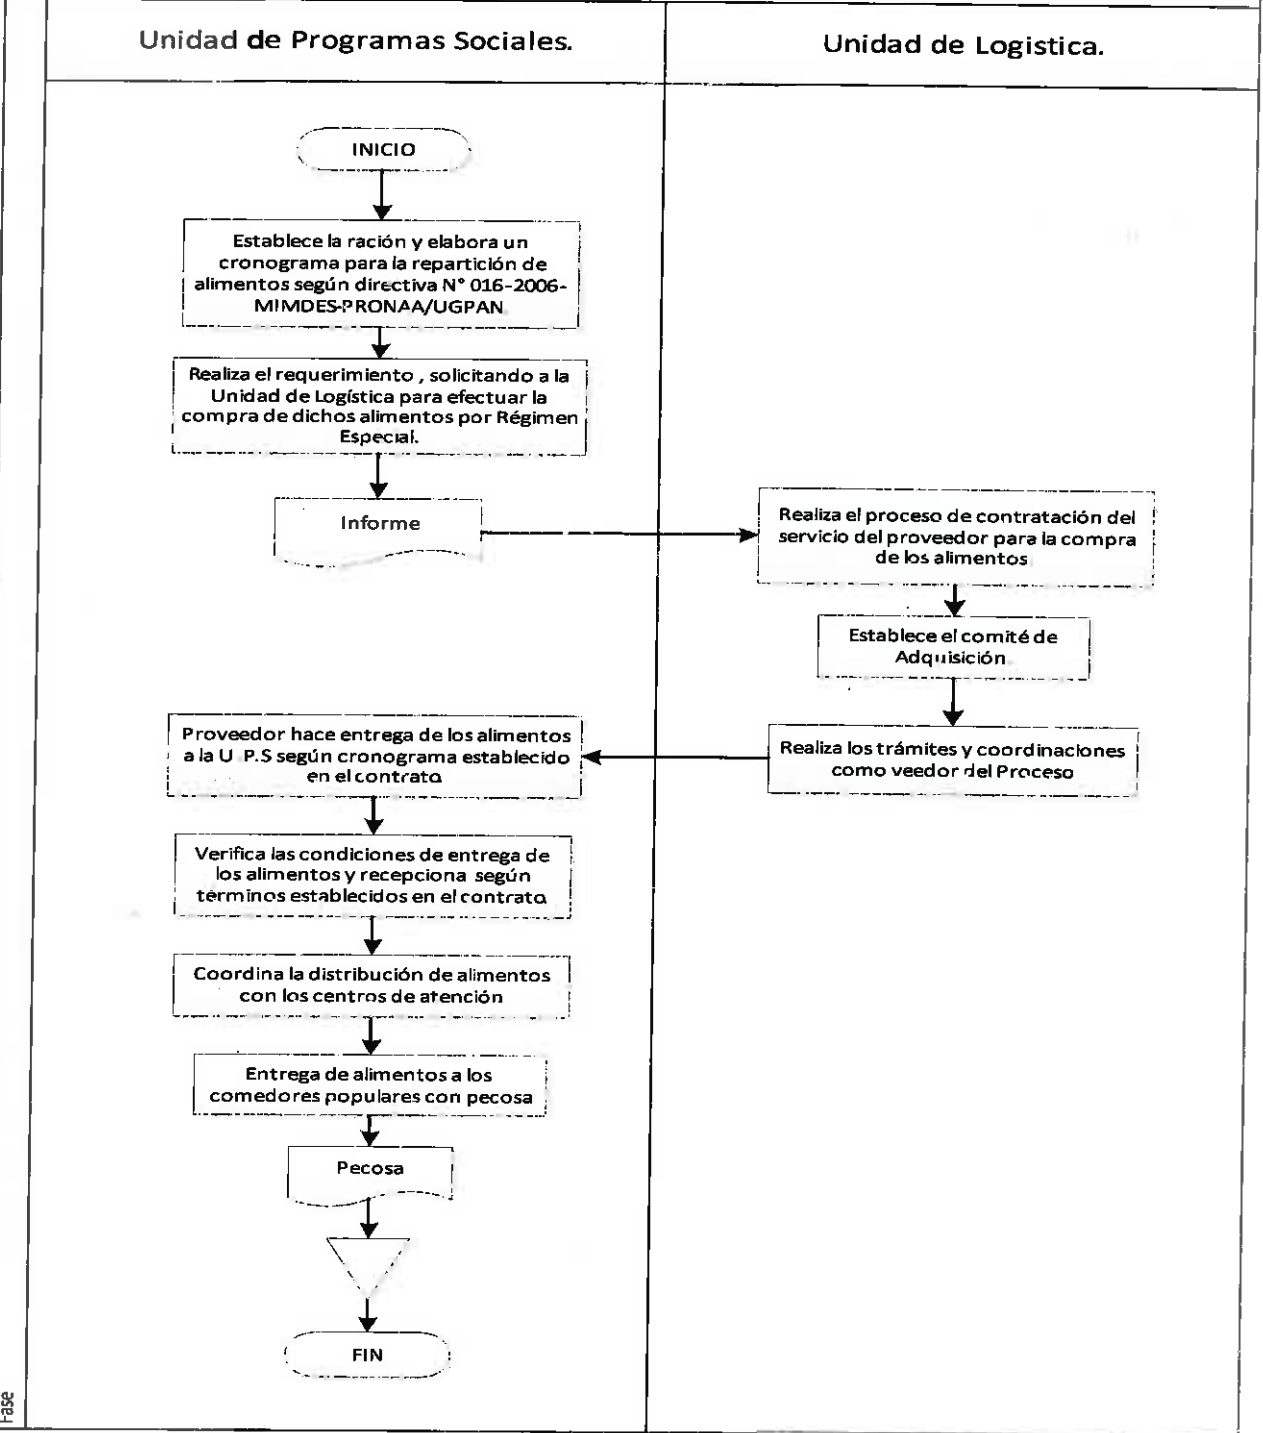 Unidad de Programas Sociales.
Unidad de Logistica.
INICIO
Establece la ración y elabora un
cronograma para la repartición de
alimentos según directiva N° 016-2006-
MIMDES-PRONAA/UGPAN
Realiza el requerimiento , solicitando a la
Unidad de Logística para efectuar la
compra de dichos alimentos por Régimen
Especial.
Informe
Realiza el proceso de contratación del
servicio del proveedor para la compra
de los alimentos
Establece el comité de
Adquisición
Realiza los trámites y coordinaciones
como veedor del Proceso
Proveedor hace entrega de los alimentos
a la U .P.S según cronograma establecido
en el contrato
Verifica las condiciones de entrega de
los alimentos y recepciona según
términos establecidos en el contrato
Coordina la distribución de alimentos
con los centros de atención
Entrega de alimentos a los
comedores populares con pecosa
Pecosa
FIN
Fase